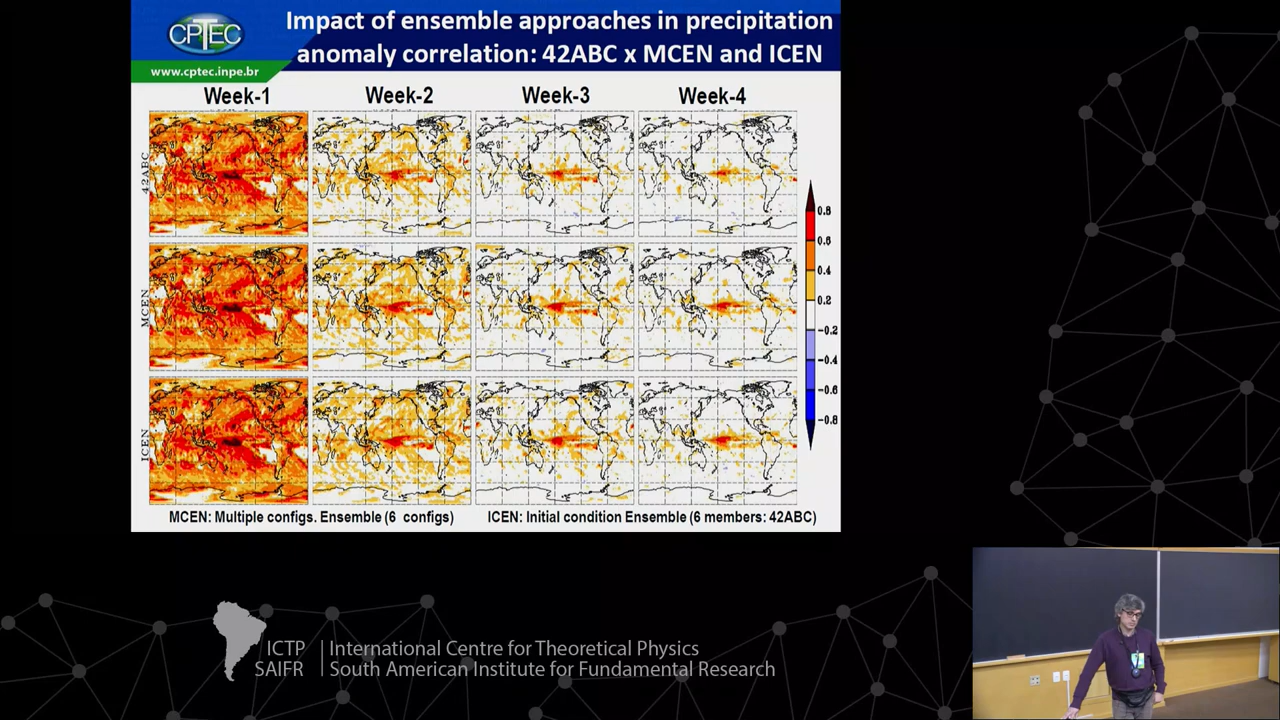 CPTEC
www.cptec.inpe.br
Impact of ensemble approaches in precipitation
anomaly correlation: 42ABC x MCEN and ICEN
Week-1
Week-2
Week-3
Week-4
42ABC
MCEN
ICEN
0.8
0.6
0.4
0.2
-0.2
-0.4
-0.6
-0.8
MCEN: Multiple configs. Ensemble (6 configs)
ICEN: Initial condition Ensemble (6 members: 42ABC)
ICTP
SAIFR
International Centre for Theoretical Physics
South American Institute for Fundamental Research